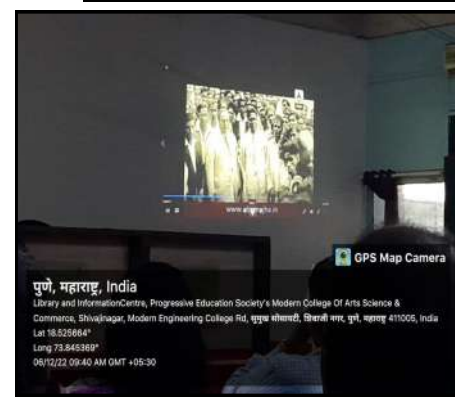 GPS Map Camera
पुणे, महाराष्ट्र, India
Library and InformationCentre, Progressive Education Society's Modern College Of Arts Science &
Commerce, Shivajinagar, Modern Engineering College Rd, सुमुख सोसायटी, शिवाजी नगर, पुणे, महाराष्ट्र 411005, India
Lat 18.525664°
Long 73.845369°
06/12/22 09:40 AM GMT +05:30